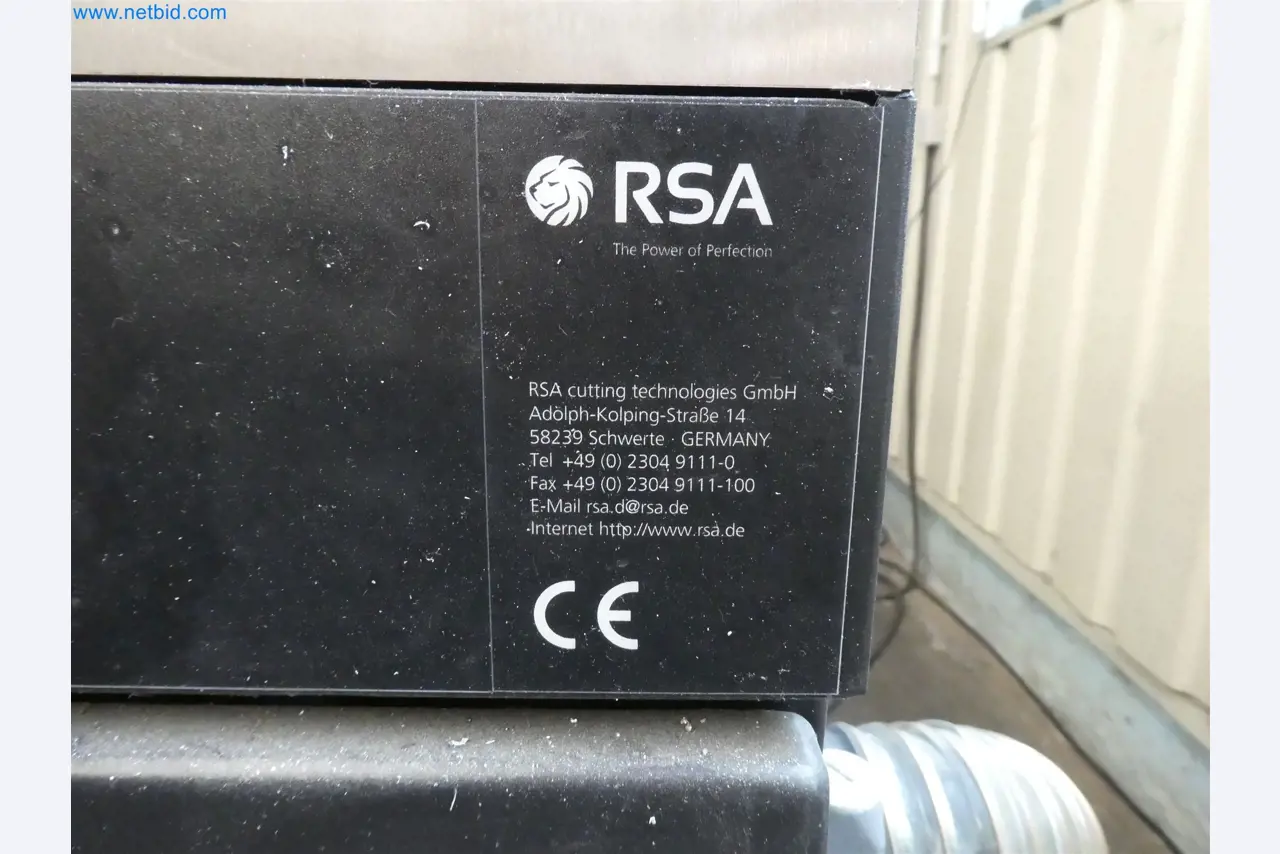 www.netbid.com
RSA
The Power of Perfection
RSA cutting technologies GmbH
Adolph-Kolping-Straße 14
58239 Schwerte · GERMANY
Tel +49 (0) 2304 9111-0
Fax +49 (0) 2304 9111-100
E-Mail rsa.d@rsa.de
Internet http://www.rsa.de
CE